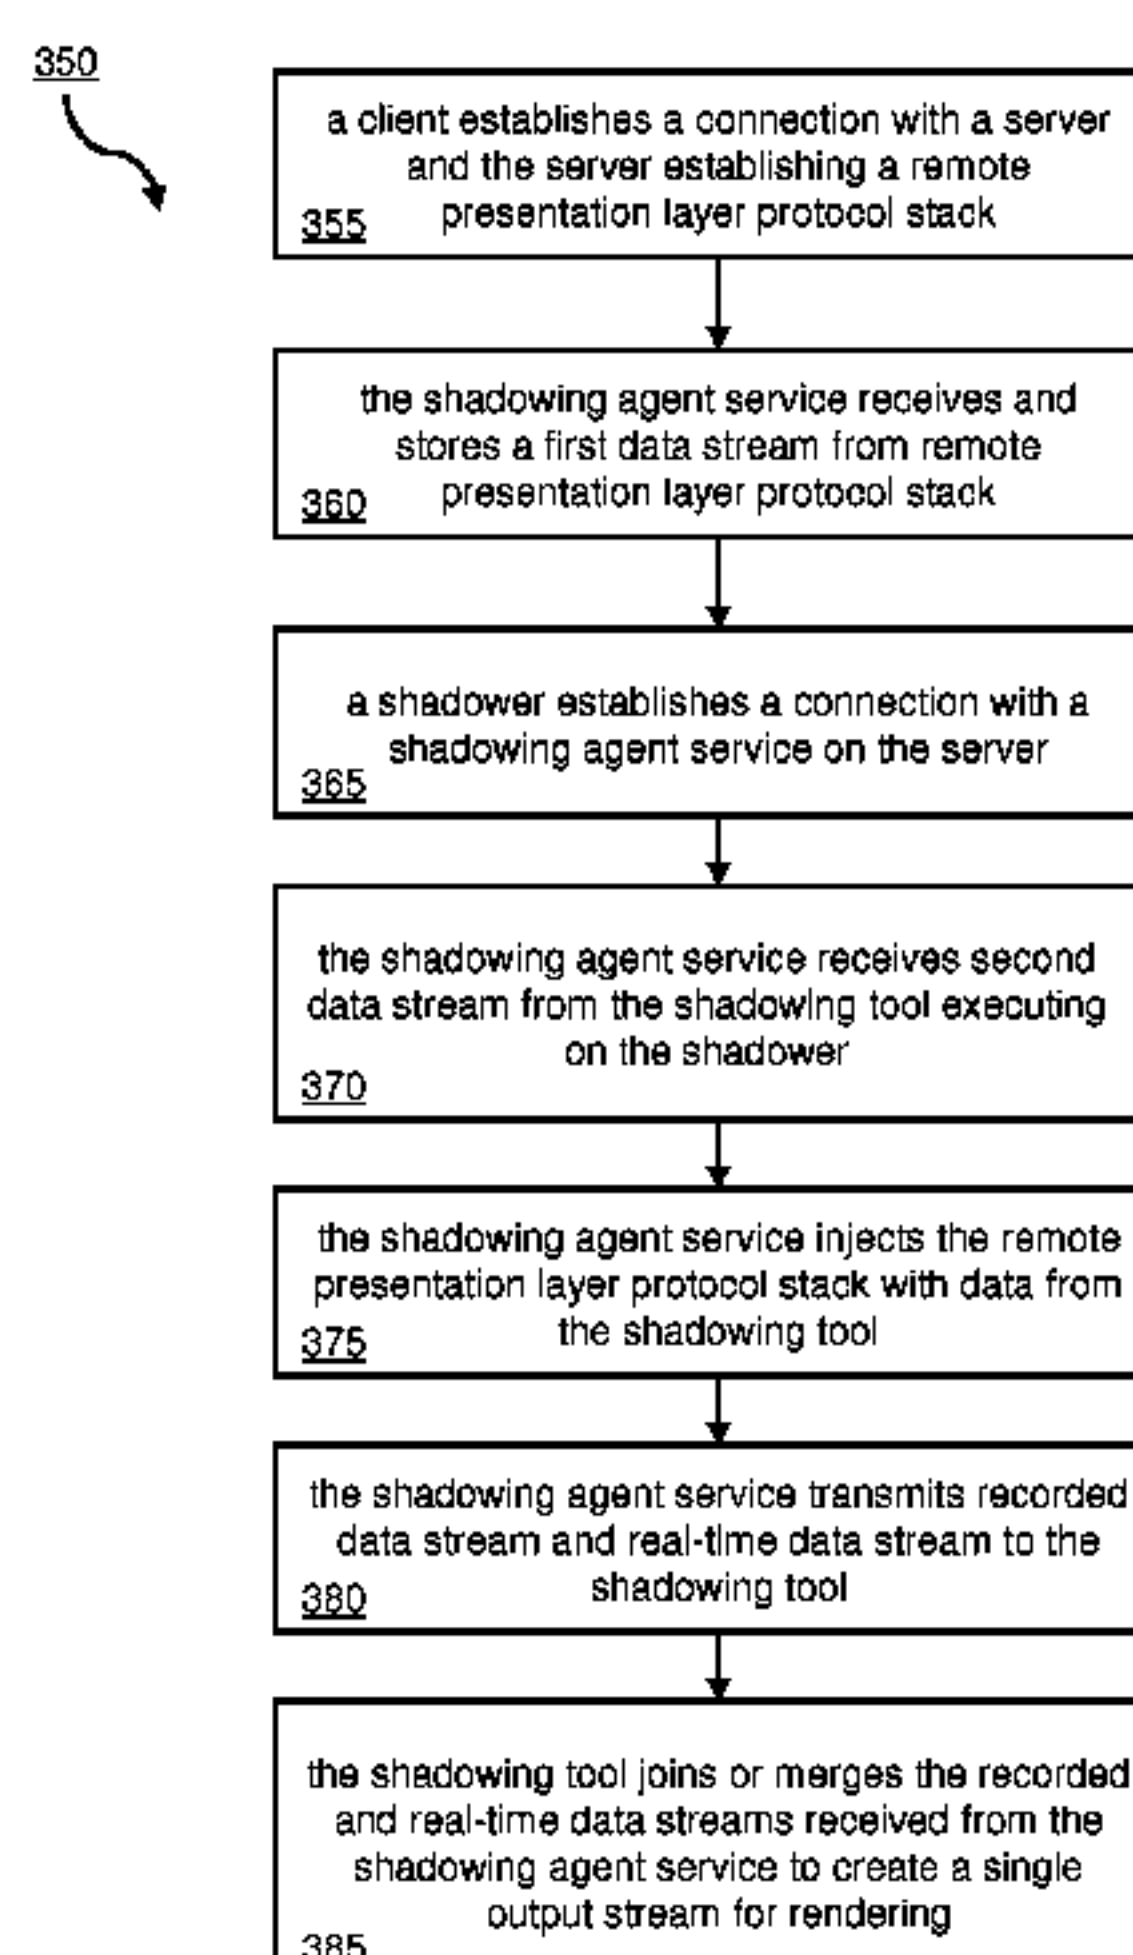 350
a client establishes a connection with a server
and the server establishing a remote
presentation layer protocol stack
355
the shadowing agent service receives and
stores a first data stream from remote
presentation layer protocol stack
360
a shadower establishes a connection with a
shadowing agent service on the server
365
the shadowing agent service receives second
data stream from the shadowing tool executing
on the shadower
370
the shadowing agent service injects the remote
presentation layer protocol stack with data from
the shadowing tool
375
the shadowing agent service transmits recorded
data stream and real-time data stream to the
shadowing tool
380
the shadowing tool joins or merges the recorded
and real-time data streams received from the
shadowing agent service to create a single
output stream for rendering
385